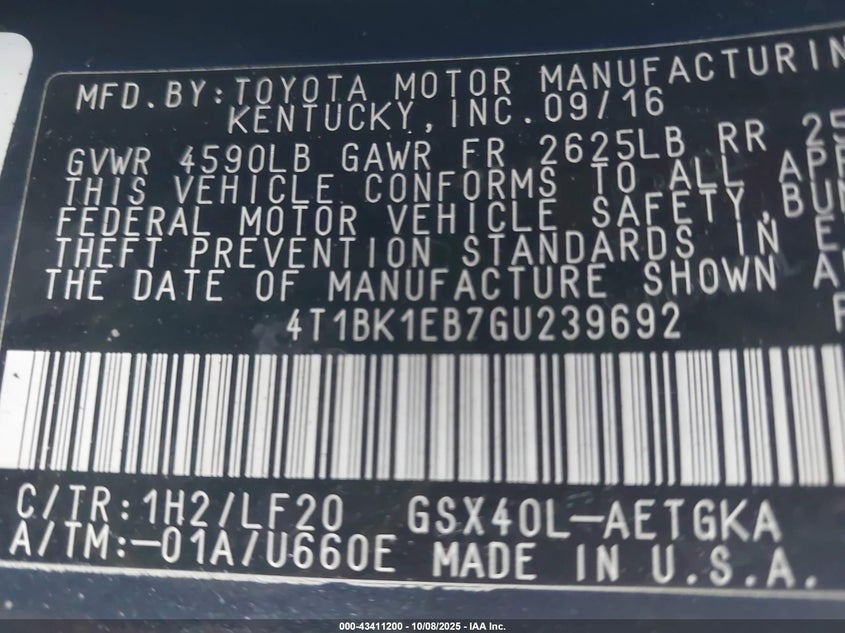 MFD.BY: TOYOTA MOTOR MANUFACTURIN
KENTUCKY, INC. 09/16
GVWR 4590LB GAWR FR 2625LB RR 25
THIS VEHICLE CONFORMS TO ALL APP
FEDERAL MOTOR VEHICLE SAFETY, BUM
THEFT PREVENTION STANDARDS IN E
THE DATE OF MANUFACTURE SHOWN A
4T1BK1EB7GU239692
C/TR: 1H2/LF20 GSX40L-AETGKA
A/TM:-01A/U660E MADE IN U.S.A.
000-43411200 - 10/08/2025 - IAA Inc.